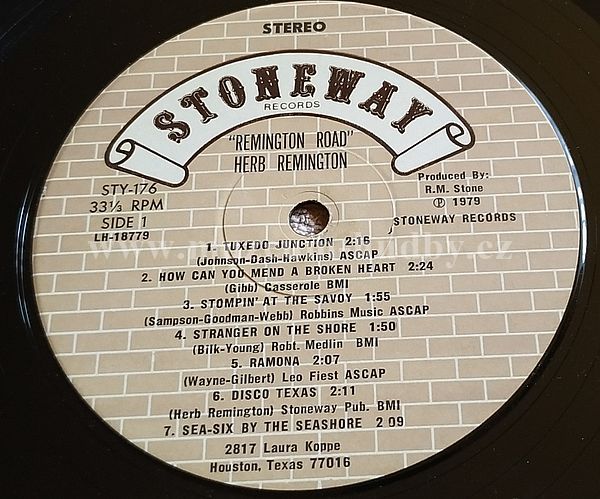 STEREO
STONEWAY
RECORDS
"REMINGTON ROAD"
HERB REMINGTON
STY-176
33⅓ RPM
SIDE 1
LH-18779
Produced By:
R.M. Stone
Ⓟ 1979
STONEWAY RECORDS
1. TUXEDO JUNCTION 2:16
(Johnson-Dash-Hawkins) ASCAP
2. HOW CAN YOU MEND A BROKEN HEART 2:24
(Gibb) Casserole BMI
3. STOMPIN' AT THE SAVOY 1:55
(Sampson-Goodman-Webb) Robbins Music ASCAP
4. STRANGER ON THE SHORE 1:50
(Bilk-Young) Robt. Medlin BMI
5. RAMONA 2:07
(Wayne-Gilbert) Leo Fiest ASCAP
6. DISCO TEXAS 2:11
(Herb Remington) Stoneway Pub. BMI
7. SEA-SIX BY THE SEASHORE 2 09
2817 Laura Koppe
Houston, Texas 77016